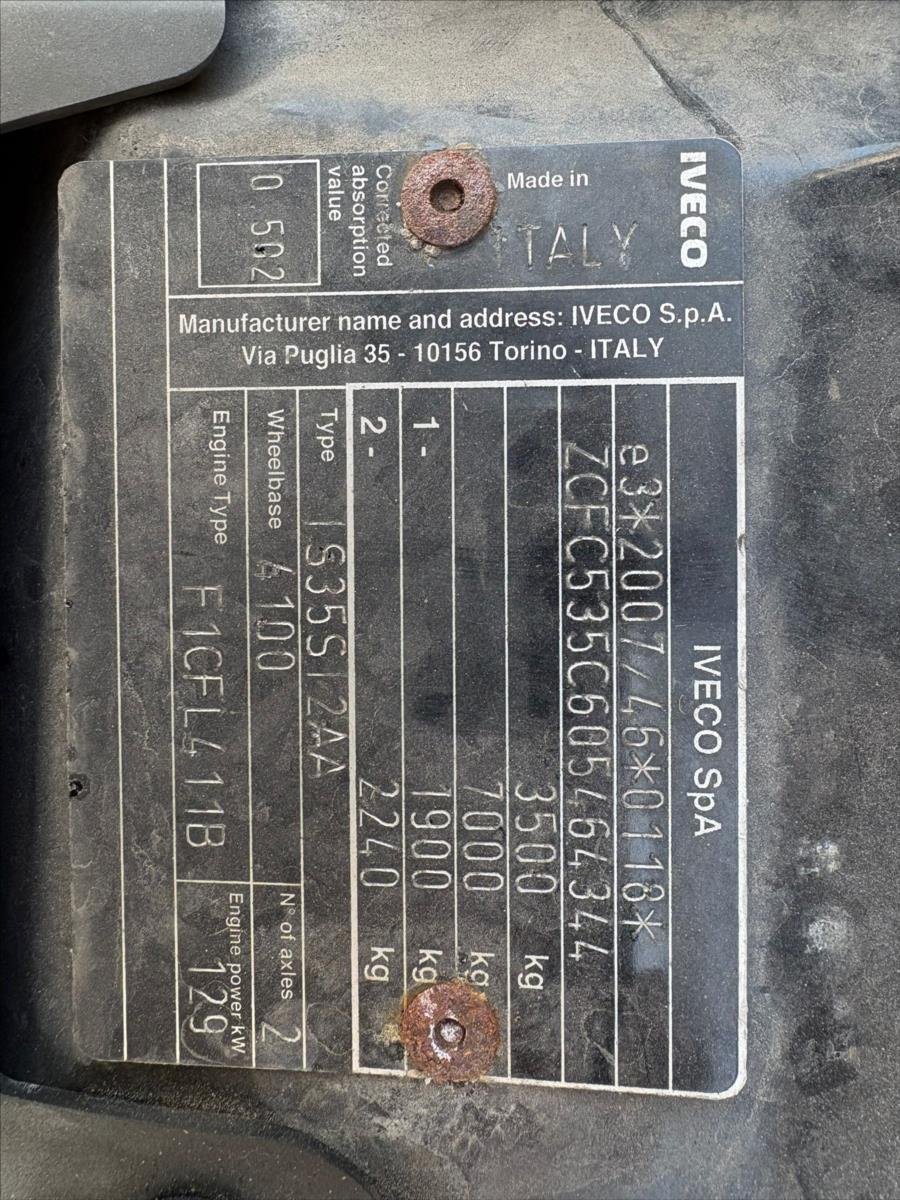 IVECO SpA
e3*2007/46*0118*
ZCFC535C605464344
3500 kg
7000 kg
1- 1900 kg
2- 2240 kg
Type IS35SI2AA
Wheelbase 4100 N° of axles 2
Engine Type F1CFL411B Engine power kW 129
IVECO
Made in ITALY
Corrected absorption value
0 502
Manufacturer name and address: IVECO S.p.A.
Via Puglia 35 - 10156 Torino - ITALY